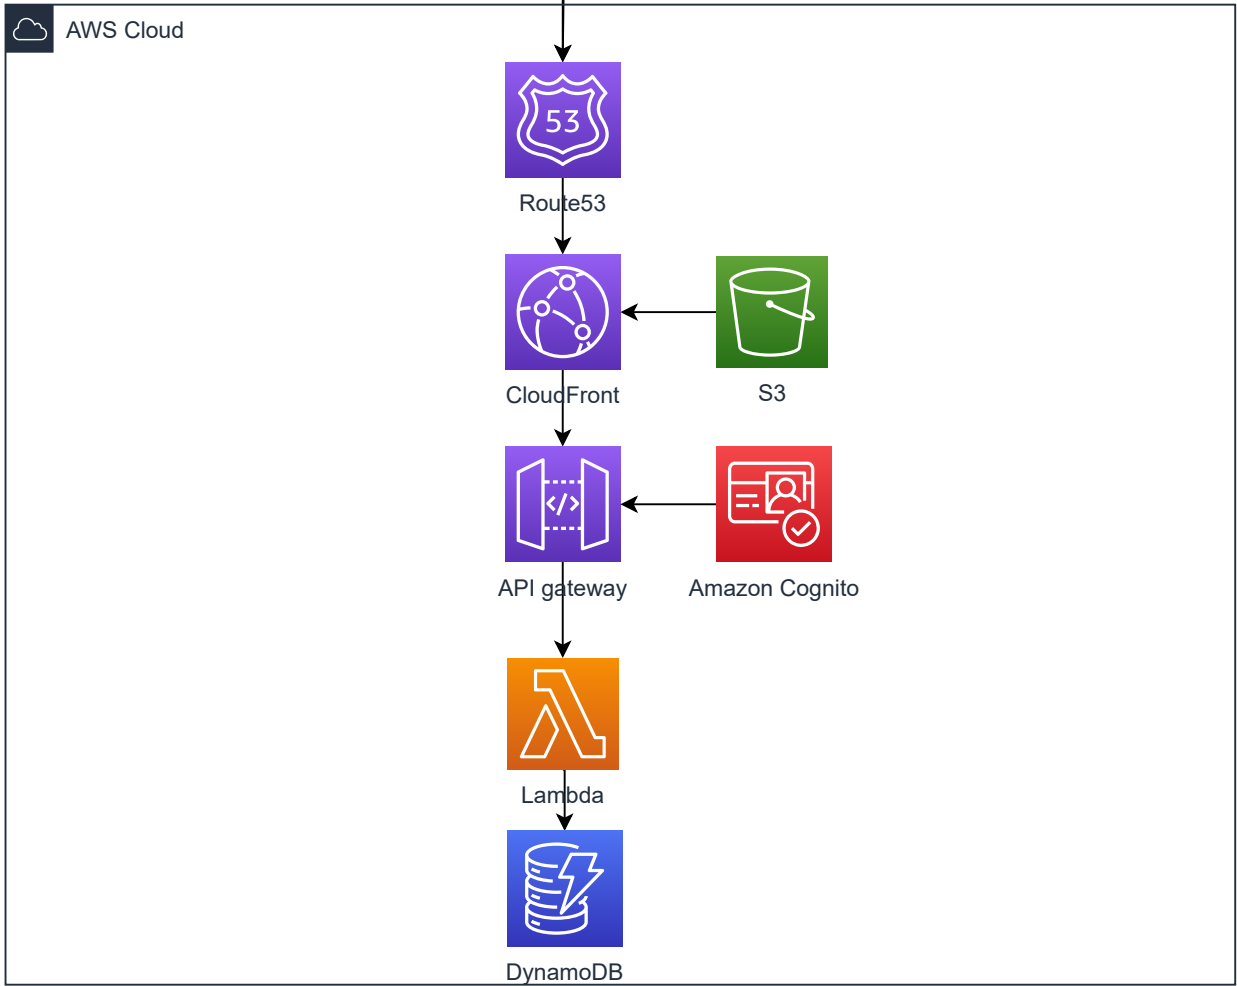 AWS Cloud
53
Route53
CloudFront
S3
</>
API gateway
Amazon Cognito
Lambda
DynamoDB